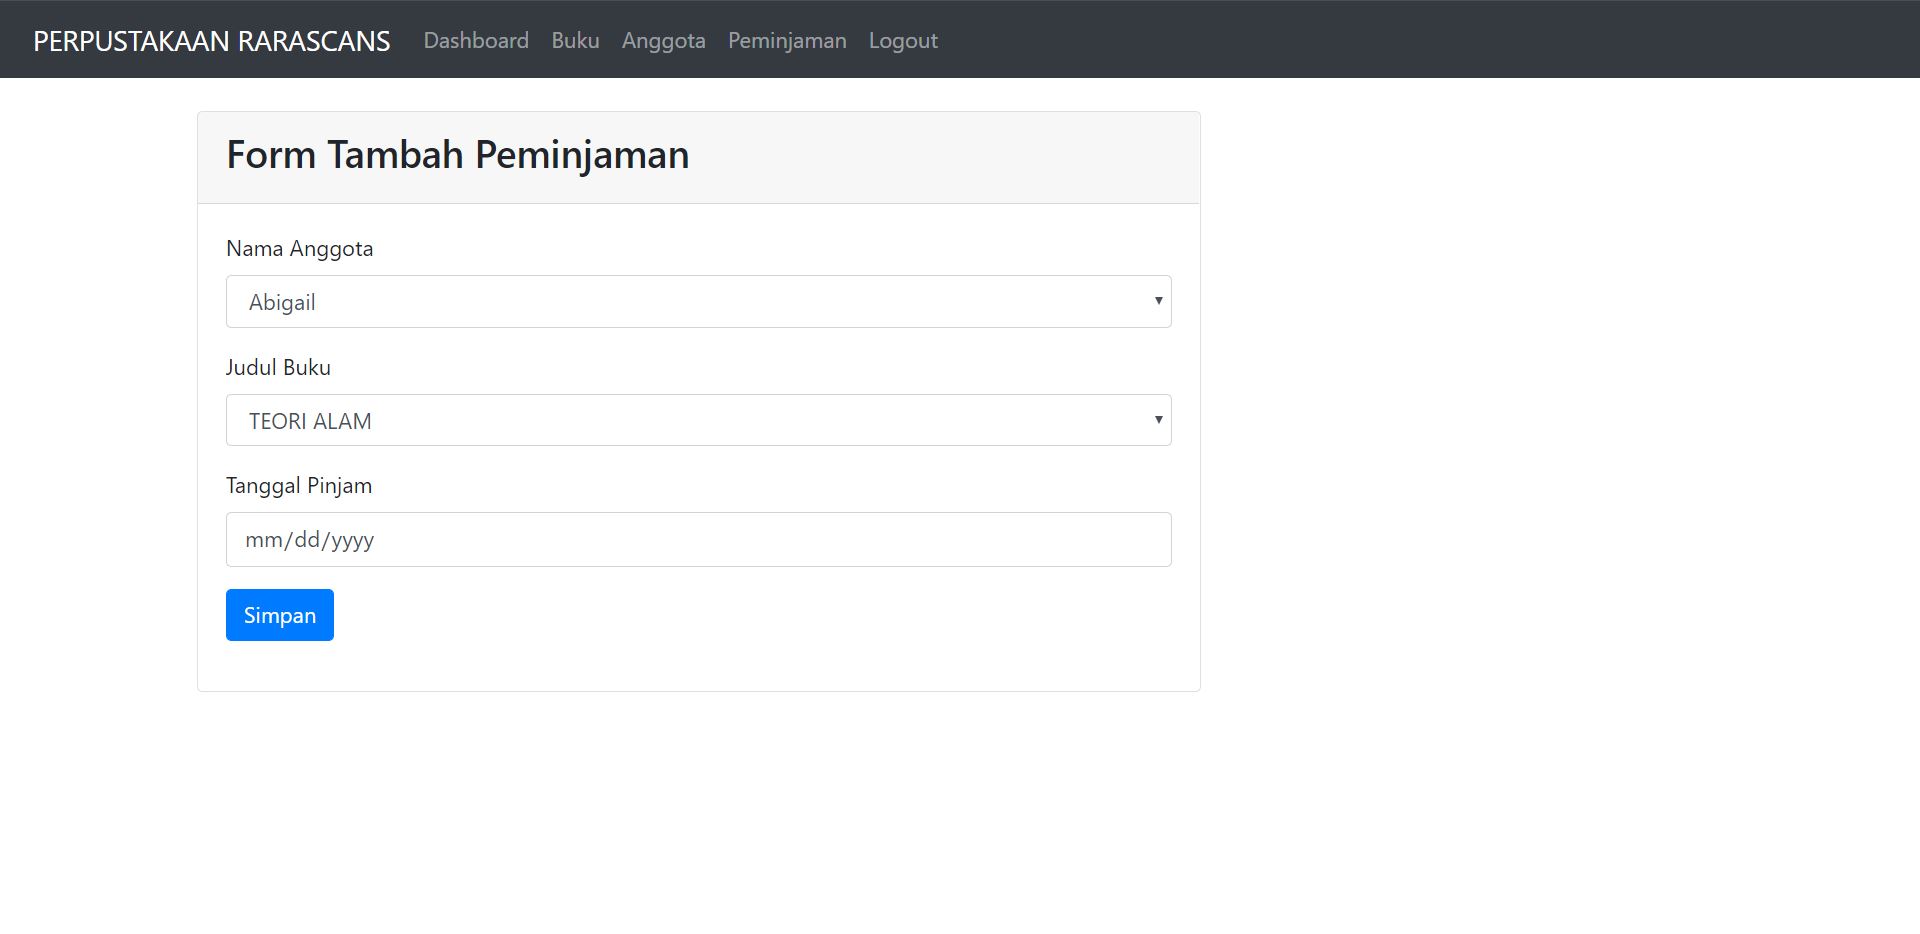 PERPUSTAKAAN RARASCANS Dashboard Buku Anggota Peminjaman Logout
Form Tambah Peminjaman
Nama Anggota
Abigail
Judul Buku
TEORI ALAM
Tanggal Pinjam
mm/dd/yyyy
Simpan